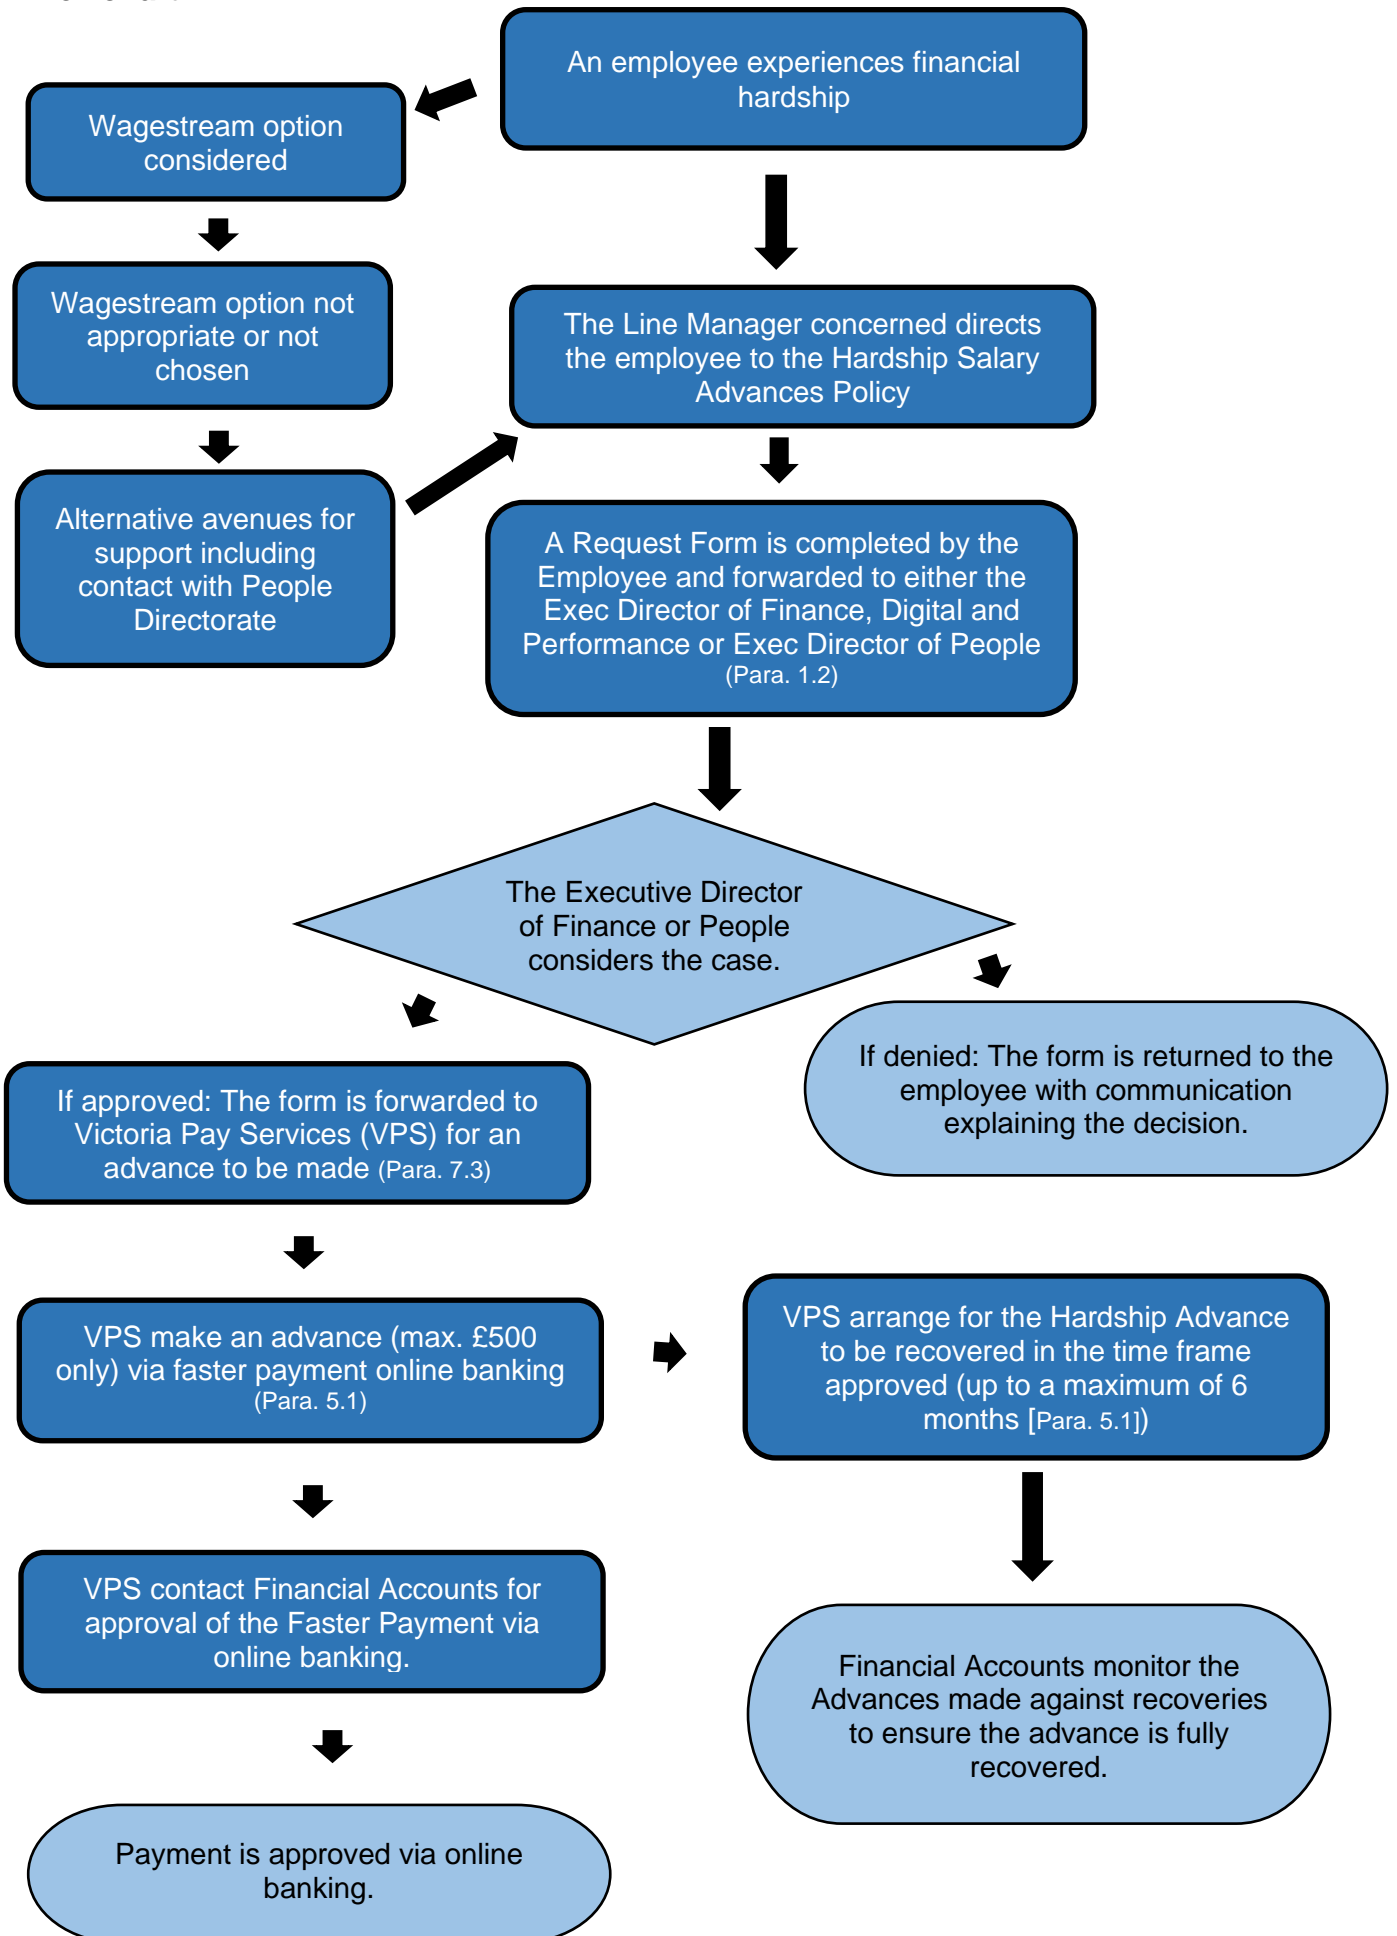 An employee experiences financial
hardship
Wagestream option
considered
Wagestream option not
appropriate or not
chosen
The Line Manager concerned directs
the employee to the Hardship Salary
Advances Policy
Alternative avenues for
support including
contact with People
Directorate
A Request Form is completed by the
Employee and forwarded to either the
Exec Director of Finance, Digital and
Performance or Exec Director of People
(Para. 1.2)
The Executive Director
of Finance or People
considers the case.
If denied: The form is returned to the
employee with communication
explaining the decision.
If approved: The form is forwarded to
Victoria Pay Services (VPS) for an
advance to be made (Para. 7.3)
VPS make an advance (max. £500
only) via faster payment online banking
(Para. 5.1)
VPS arrange for the Hardship Advance
to be recovered in the time frame
approved (up to a maximum of 6
months [Para. 5.1])
VPS contact Financial Accounts for
approval of the Faster Payment via
online banking.
Financial Accounts monitor the
Advances made against recoveries
to ensure the advance is fully
recovered.
Payment is approved via online
banking.